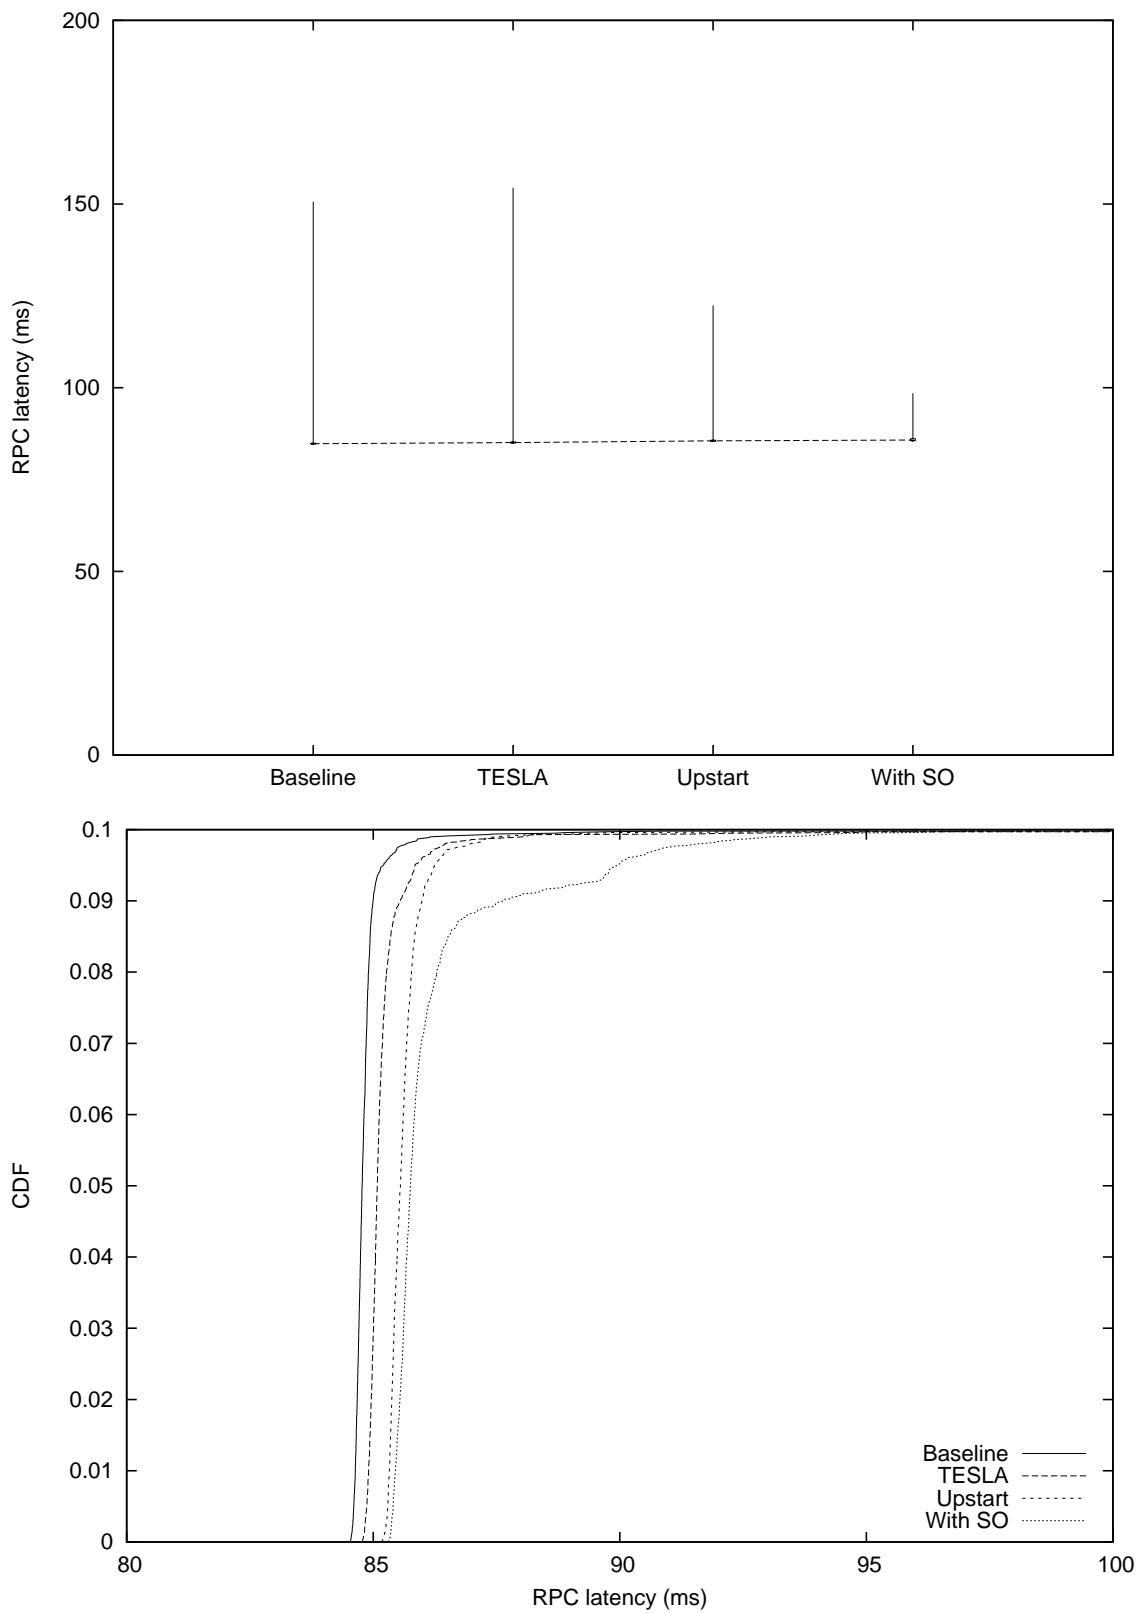 200
150
RPC latency (ms)
100
50
0
Baseline TESLA Upstart With SO
0.1
0.09
0.08
0.07
0.06
CDF
0.05
0.04
0.03
0.02
0.01
Baseline
TESLA
Upstart
With SO
0
80 85 90 95 100
RPC latency (ms)